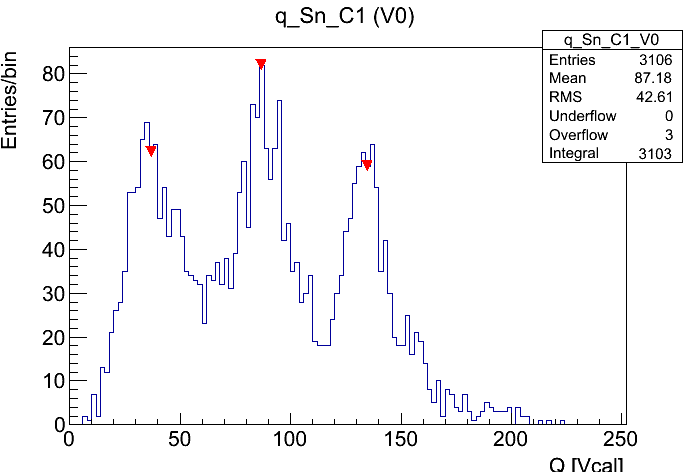 q_Sn_C1 (V0)
q_Sn_C1_V0
Entries 3106
Mean 87.18
RMS 42.61
Underflow 0
Overflow 3
Integral 3103
Entries/bin
80
70
60
50
40
30
20
10
0
0 50 100 150 200 250
Q [Vcal]